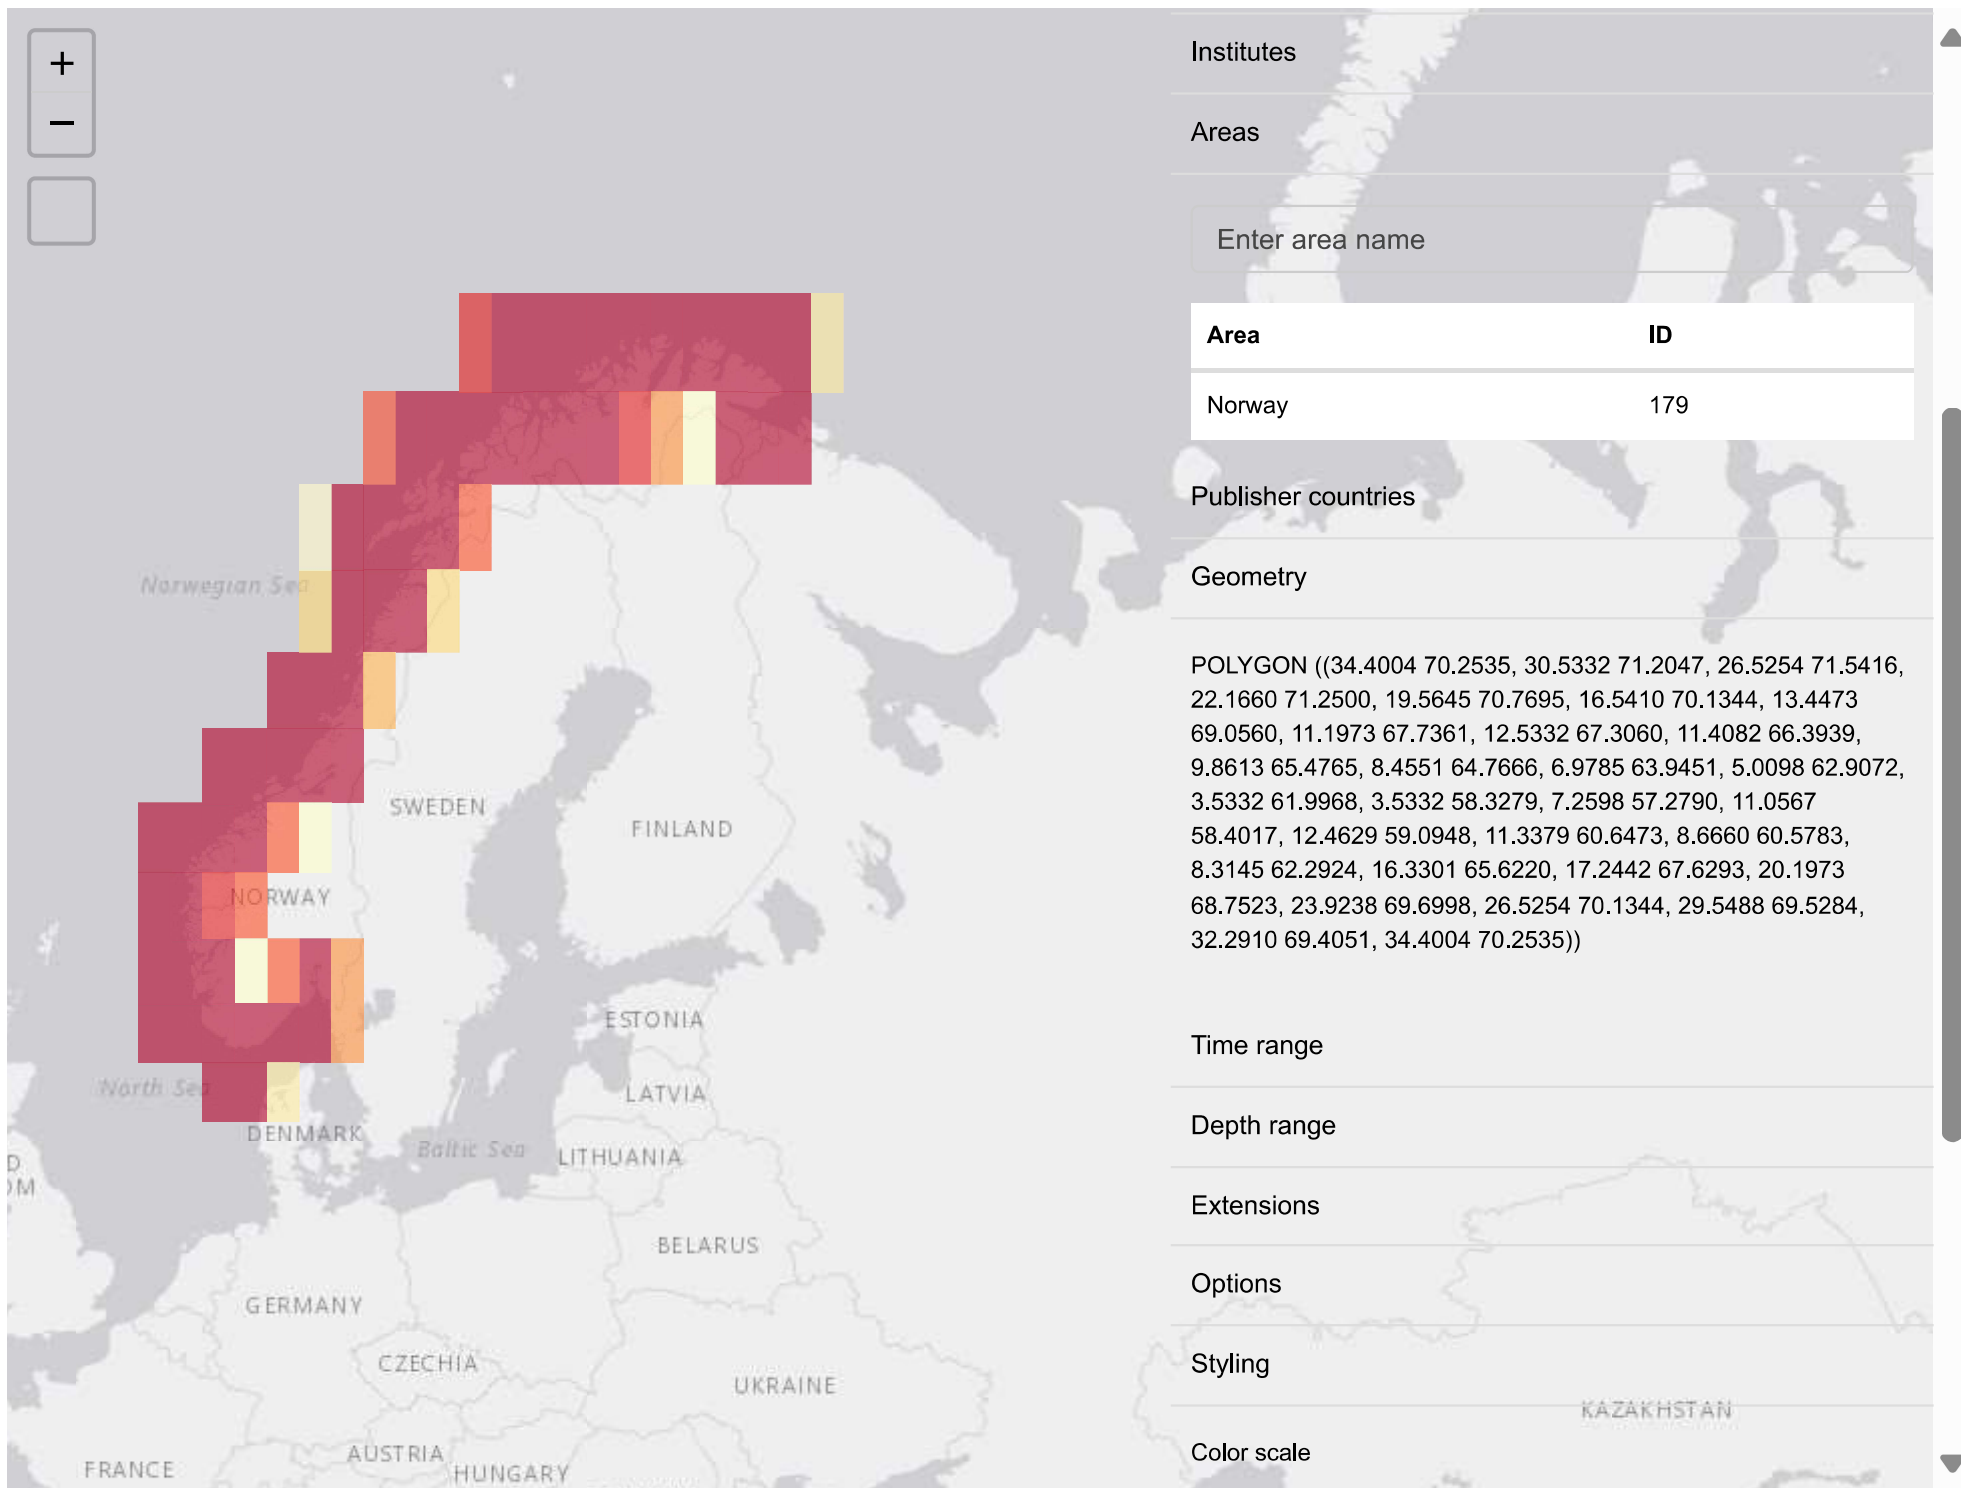 +
−
Norwegian Sea
SWEDEN
FINLAND
NORWAY
ESTONIA
North Sea
LATVIA
DENMARK
Baltic Sea
LITHUANIA
D
OM
BELARUS
GERMANY
CZECHIA
UKRAINE
AUSTRIA
FRANCE
HUNGARY
KAZAKHSTAN
Institutes
Areas
Enter area name
Area ID
Norway 179
Publisher countries
Geometry
POLYGON ((34.4004 70.2535, 30.5332 71.2047, 26.5254 71.5416,
22.1660 71.2500, 19.5645 70.7695, 16.5410 70.1344, 13.4473
69.0560, 11.1973 67.7361, 12.5332 67.3060, 11.4082 66.3939,
9.8613 65.4765, 8.4551 64.7666, 6.9785 63.9451, 5.0098 62.9072,
3.5332 61.9968, 3.5332 58.3279, 7.2598 57.2790, 11.0567
58.4017, 12.4629 59.0948, 11.3379 60.6473, 8.6660 60.5783,
8.3145 62.2924, 16.3301 65.6220, 17.2442 67.6293, 20.1973
68.7523, 23.9238 69.6998, 26.5254 70.1344, 29.5488 69.5284,
32.2910 69.4051, 34.4004 70.2535))
Time range
Depth range
Extensions
Options
Styling
Color scale